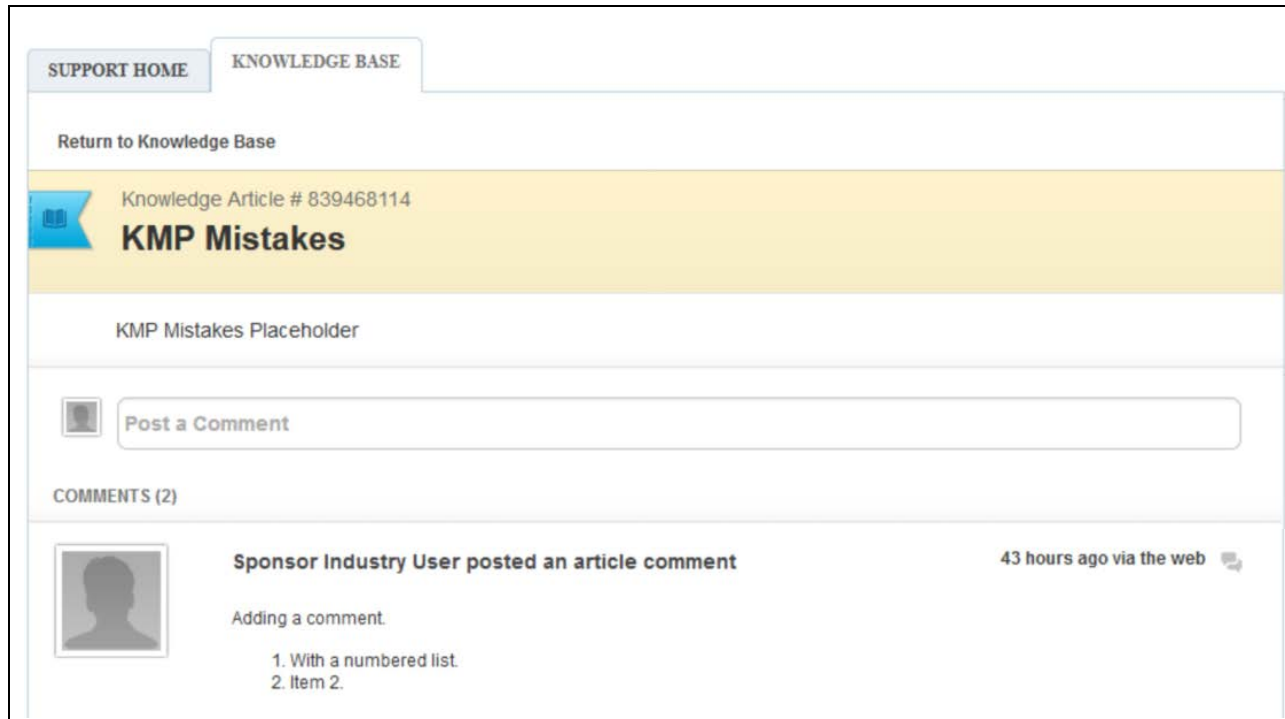 SUPPORT HOME
KNOWLEDGE BASE
Return to Knowledge Base
Knowledge Article # 839468114
KMP Mistakes
KMP Mistakes Placeholder
Post a Comment
COMMENTS (2)
Sponsor Industry User posted an article comment
43 hours ago via the web
Adding a comment.
1. With a numbered list.
2. Item 2.